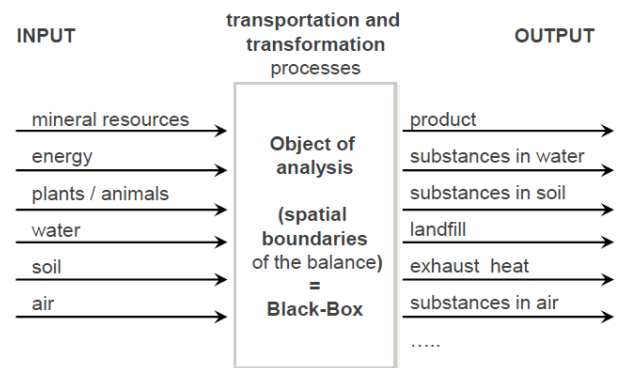 INPUT
transportation and
transformation
processes
OUTPUT
mineral resources
energy
plants / animals
water
soil
air
Object of
analysis
(spatial
boundaries
of the balance)
=
Black-Box
product
substances in water
substances in soil
landfill
exhaust heat
substances in air
.....